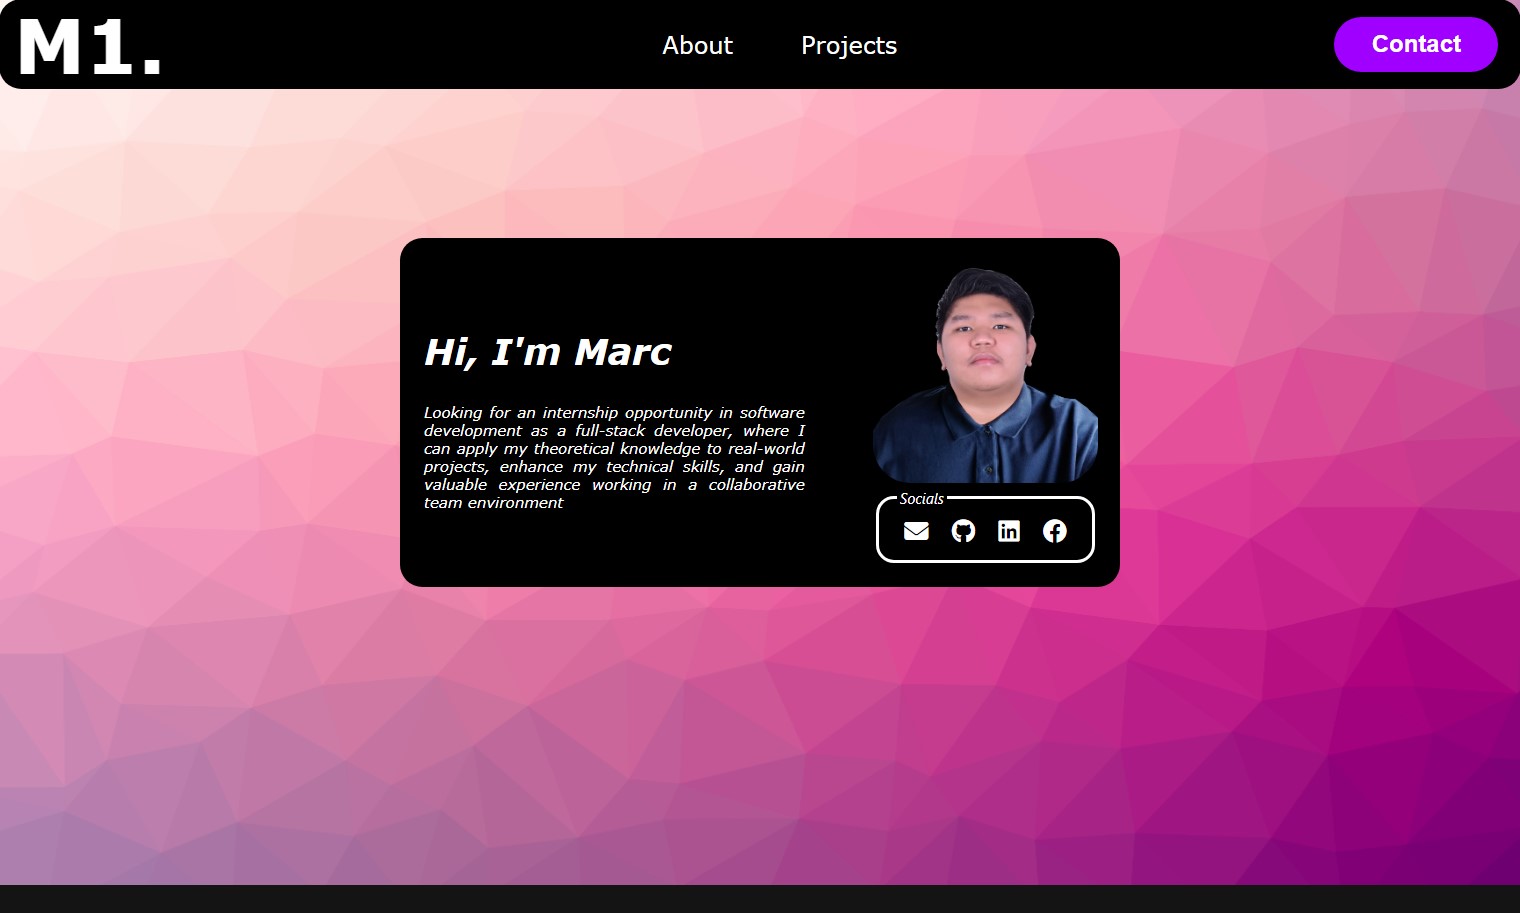 M1.
About
Projects
Contact
Hi, I'm Marc
Looking for an internship opportunity in software
development as a full-stack developer, where I
can apply my theoretical knowledge to real-world
projects, enhance my technical skills, and gain
valuable experience working in a collaborative
team environment
Socials